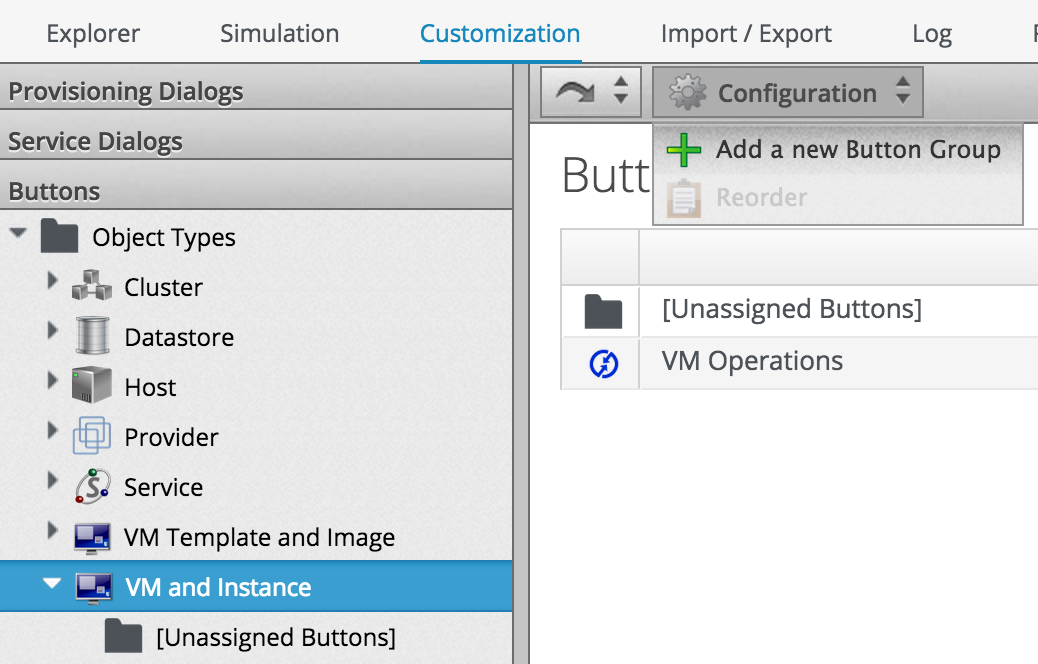 Explorer Simulation Customization Import / Export Log
Provisioning Dialogs
Service Dialogs
Buttons
Object Types
Cluster
Datastore
Host
Provider
Service
VM Template and Image
VM and Instance
[Unassigned Buttons]
Configuration
Add a new Button Group
Reorder
Butt
[Unassigned Buttons]
VM Operations